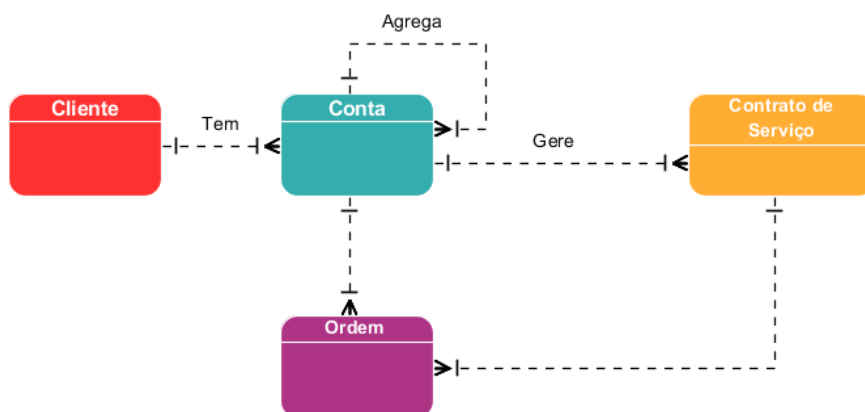 Agrega
Cliente
Tem
Conta
Gere
Contrato de
Serviço
Ordem